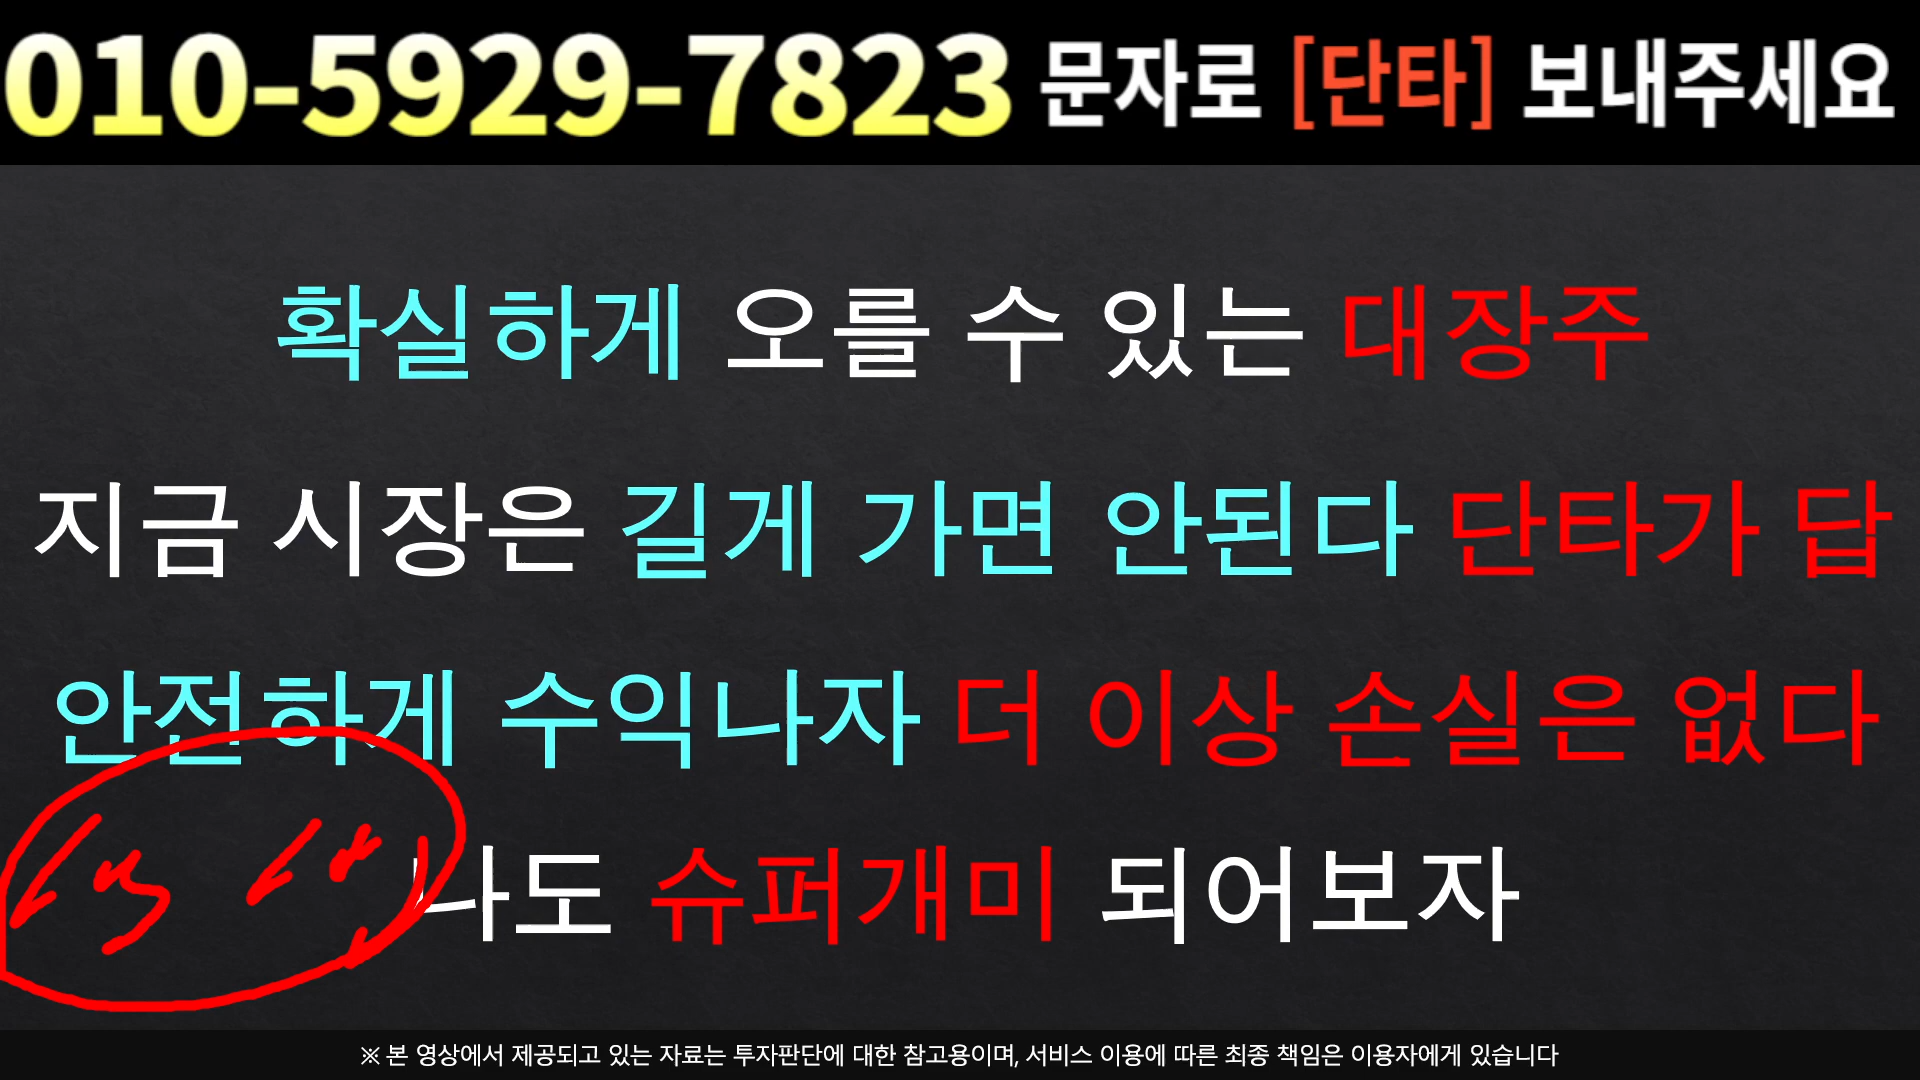 010-5929-7823 문자로 [단타] 보내주세요
확실하게 오를 수 있는 대장주
지금 시장은 길게 가면 안된다 단타가 답
안전하게 수익나자 더 이상 손실은 없다
나도 슈퍼개미 되어보자
※ 본 영상에서 제공되고 있는 자료는 투자판단에 대한 참고용이며, 서비스 이용에 따른 최종 책임은 이용자에게 있습니다